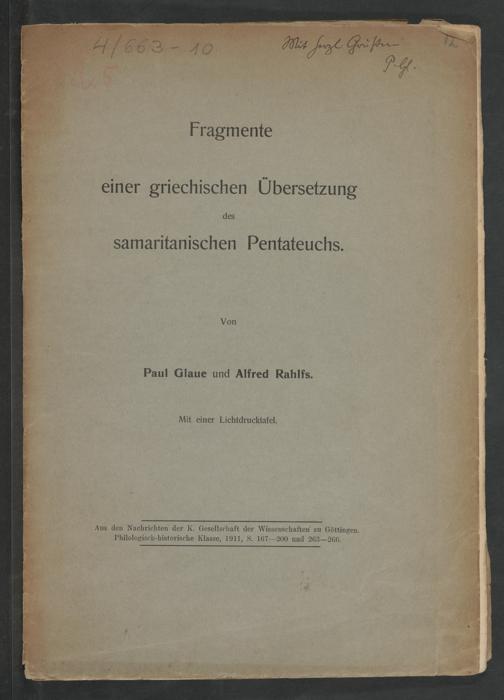 4/663-10
Mit herzl Grüßen
P. Gl.
Fragmente
einer griechischen Übersetzung
des
samaritanischen Pentateuchs.
Von
Paul Glaue und Alfred Rahlfs.
Mit einer Lichtdrucktafel.
Aus den Nachrichten der K. Gesellschaft der Wissenschaften zu Göttingen.
Philologisch-historische Klasse, 1911, S. 167—200 und 263—266.